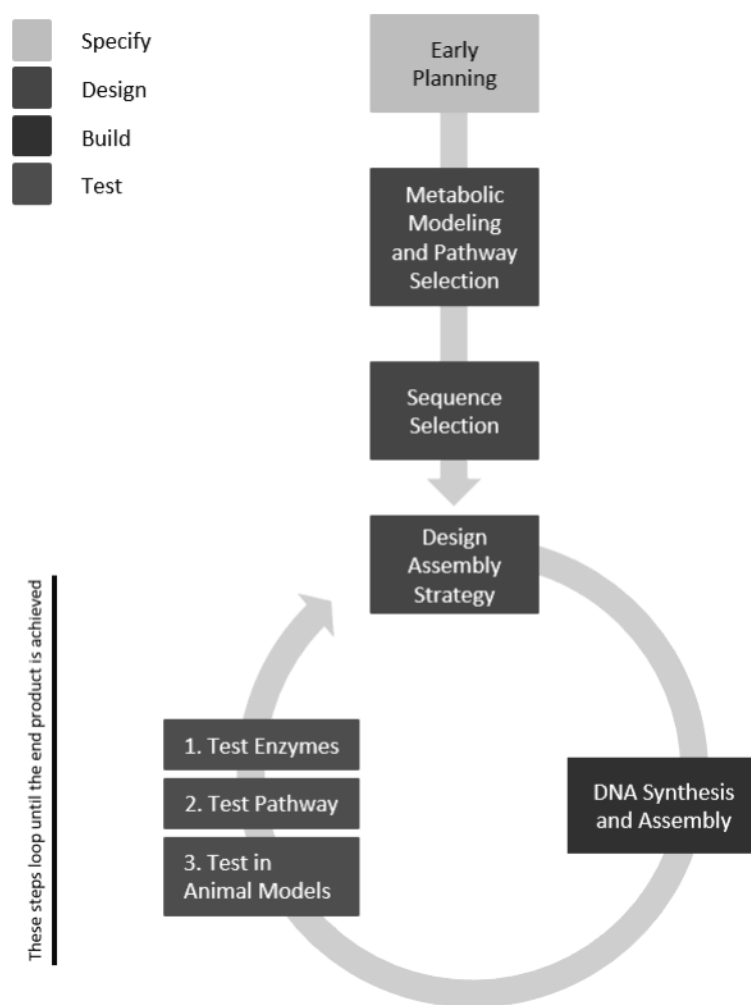 Specify
Design
Build
Test
Early
Planning
Metabolic
Modeling
and Pathway
Selection
Sequence
Selection
Design
Assembly
Strategy
DNA Synthesis
and Assembly
1. Test Enzymes
2. Test Pathway
3. Test in
Animal Models
These steps loop until the end product is achieved